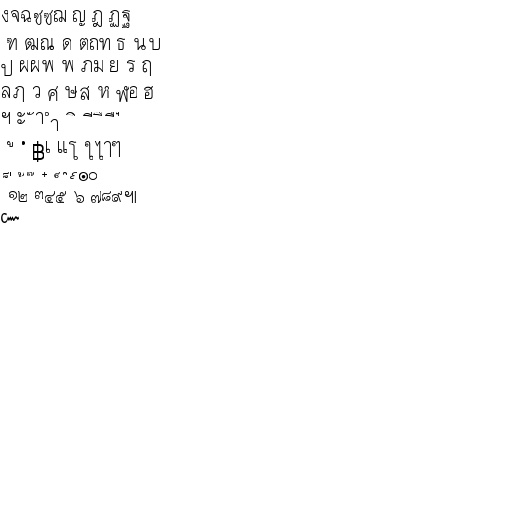 งจฉชซฌญฎฏฐ
ฑฒณดตถทธนบ
ปผฝพฟภมยรฤ
ลฦวศษสหฬอฮ
ฯะัาำิีึื
ฺุู฿เแโใไๅๆ
็่้๊๋์ํ๎๏๐
๑๒๓๔๕๖๗๘๙๚
๛